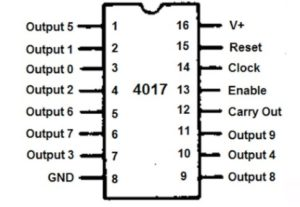 Output 5 1 16 V+
Output 1 2 15 Reset
Output 0 3 14 Clock
Output 2 4 4017 13 Enable
Output 6 5 12 Carry Out
Output 7 6 11 Output 9
Output 3 7 10 Output 4
GND 8 9 Output 8